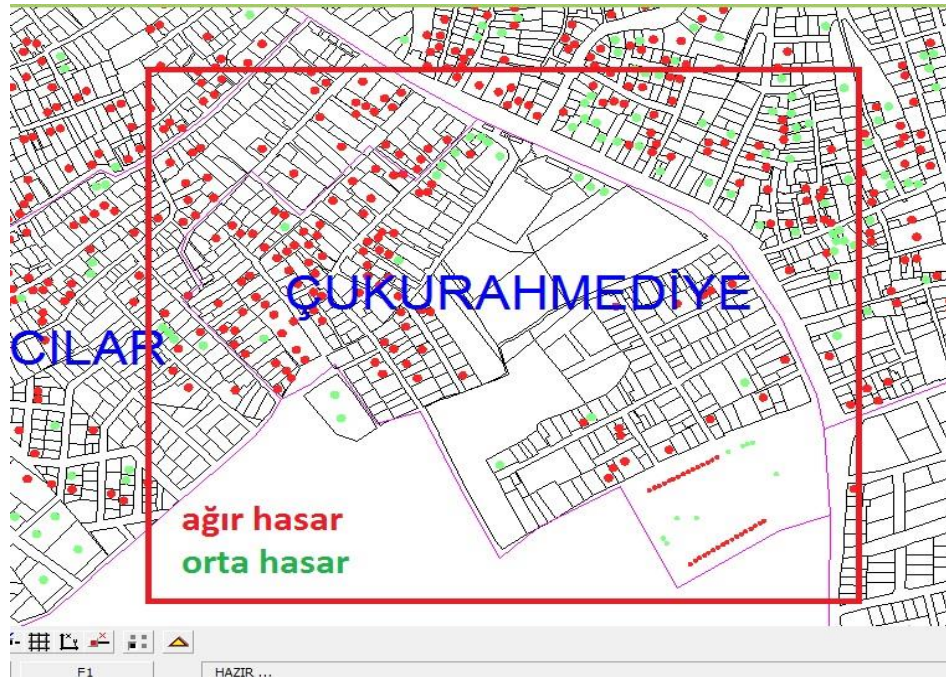 ÇUKURAHMEDİYE
CILAR
ağır hasar
orta hasar
F1
HAZIR ...